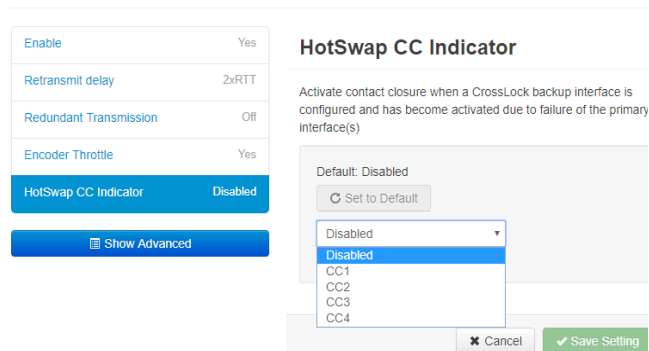 Enable Yes
Retransmit delay 2xRTT
Redundant Transmission Off
Encoder Throttle Yes
HotSwap CC Indicator Disabled
Show Advanced
HotSwap CC Indicator
Activate contact closure when a CrossLock backup interface is
configured and has become activated due to failure of the primary
interface(s)
Default: Disabled
Set to Default
Disabled
Disabled
CC1
CC2
CC3
CC4
Cancel
Save Setting